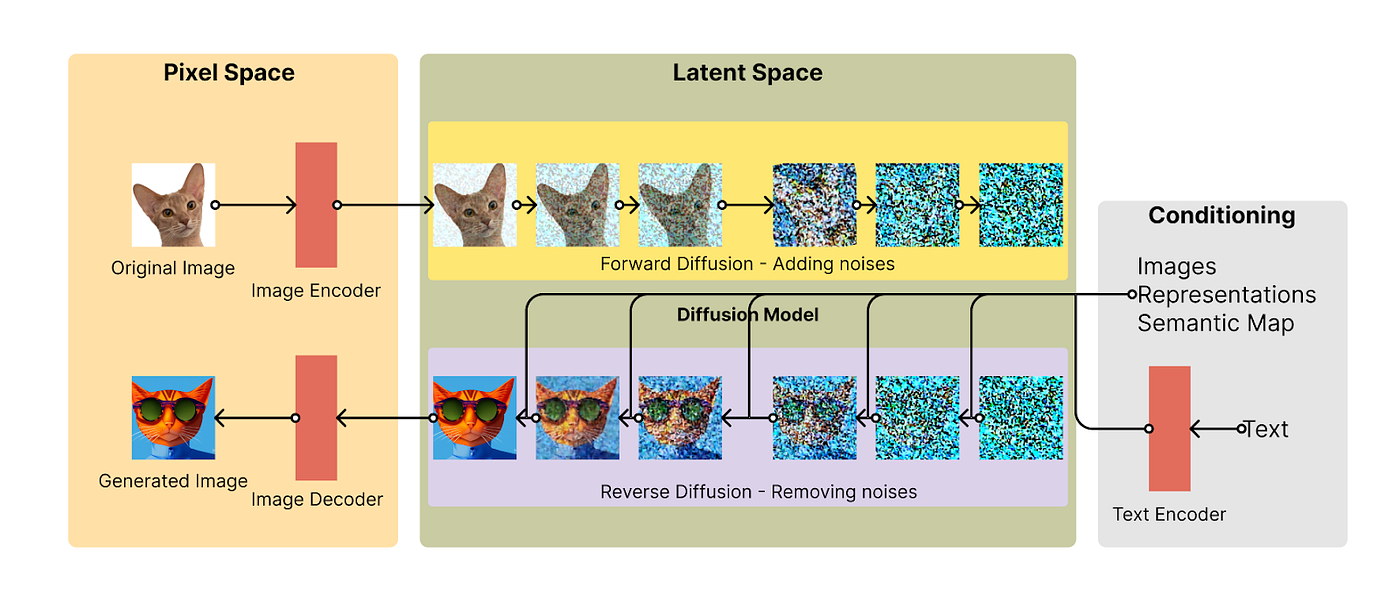 Pixel Space
Latent Space
Original Image
Image Encoder
Forward Diffusion - Adding noises
Conditioning
Images
Representations
Semantic Map
Diffusion Model
Generated Image
Image Decoder
Reverse Diffusion - Removing noises
Text
Text Encoder